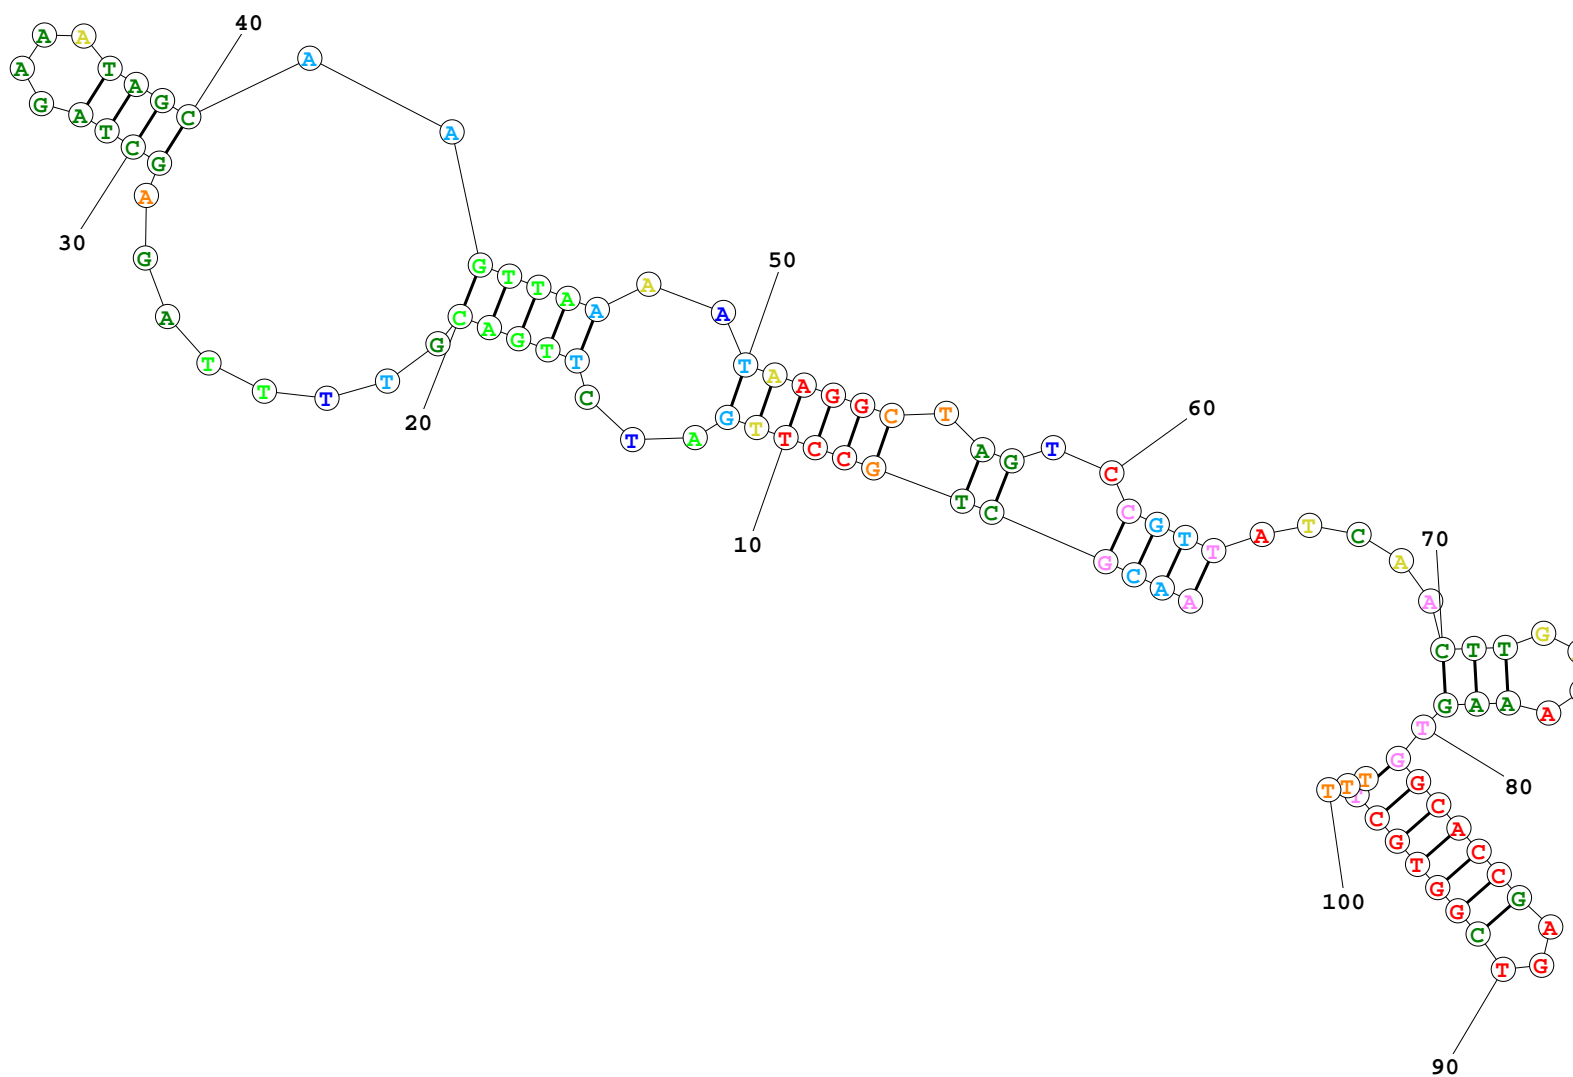 A A C G C T G C C T
10
T G A T C T T G A C
20
G T T T T A G A G C
30
T A G A A A T A G C
40
A A G T T A A A A T
50
A A G G C T A G T C
60
C G T T A T C A A C
70
T T G A A A G T
80
G G C A C C G A G T
90
C G G T G C T T T T
100